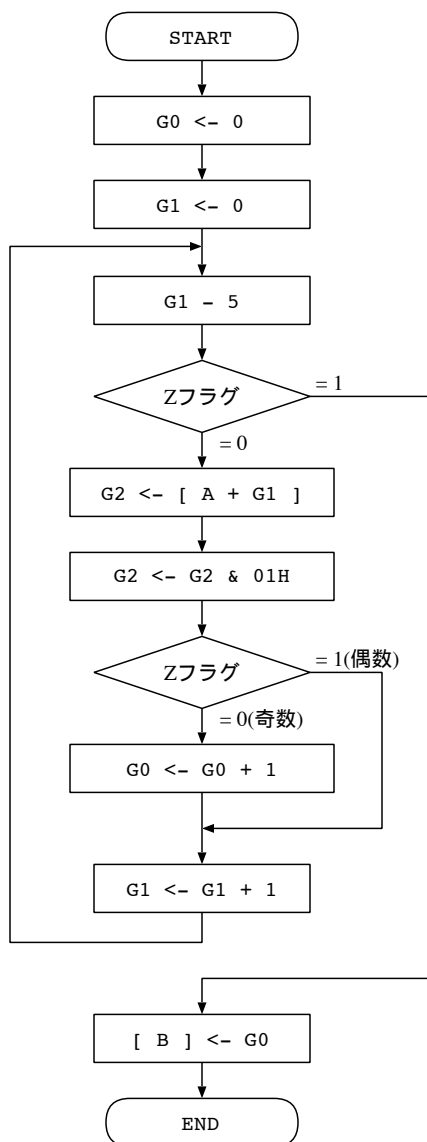 START
G0 <- 0
G1 <- 0
G1 - 5
Zフラグ
= 1
= 0
G2 <- [ A + G1 ]
G2 <- G2 & 01H
Zフラグ
= 1(偶数)
= 0(奇数)
G0 <- G0 + 1
G1 <- G1 + 1
[ B ] <- G0
END